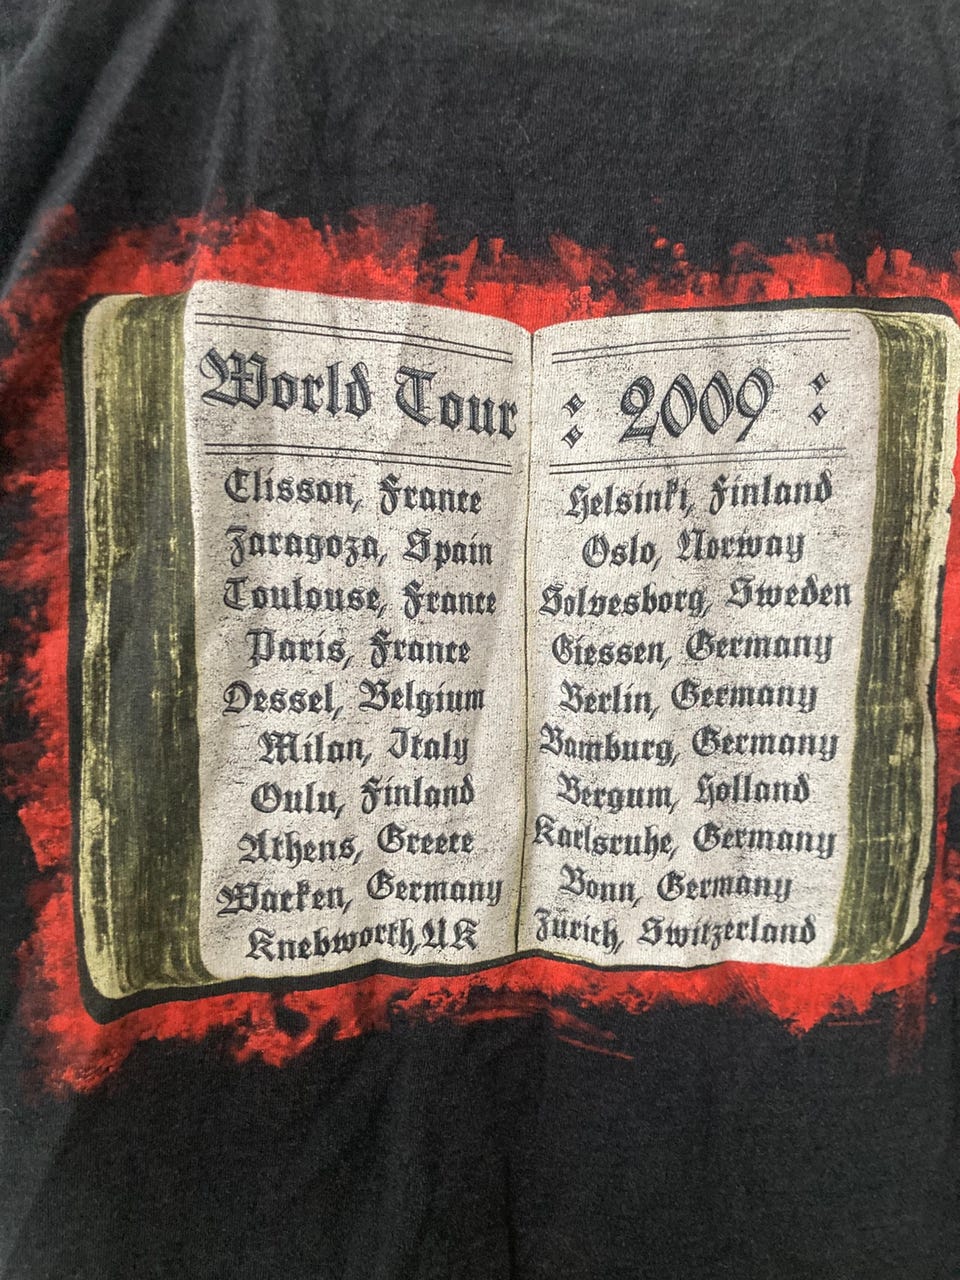 World Tour
Clisson, France
Zaragoza, Spain
Toulouse, France
Paris, France
Dessel, Belgium
Milan, Italy
Oulu, Finland
Athens, Greece
Wacken, Germany
Knebworth, UK
: 2009 :
Helsinki, Finland
Oslo, Norway
Solvesborg, Sweden
Giessen, Germany
Berlin, Germany
Bamburg, Germany
Bergum, Holland
Karlsruhe, Germany
Bonn, Germany
Zurich, Switzerland